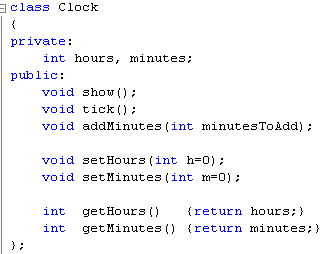 class Clock
{
private:
    int hours, minutes;
public:
    void show();
    void tick();
    void addMinutes(int minutesToAdd);

    void setHours(int h=0);
    void setMinutes(int m=0);

    int  getHours()   {return hours;}
    int  getMinutes() {return minutes;}
};